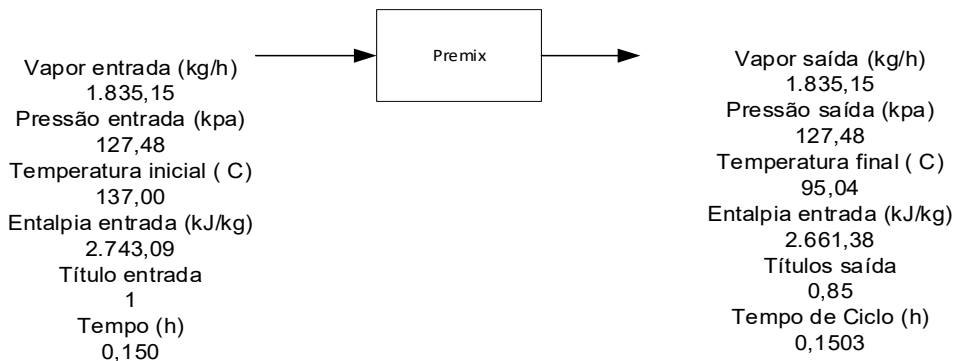 Premix
Vapor entrada (kg/h)
1.835,15
Pressão entrada (kpa)
127,48
Temperatura inicial ( C)
137,00
Entalpia entrada (kJ/kg)
2.743,09
Título entrada
1
Tempo (h)
0,150
Vapor saída (kg/h)
1.835,15
Pressão saída (kpa)
127,48
Temperatura final ( C)
95,04
Entalpia entrada (kJ/kg)
2.661,38
Títulos saída
0,85
Tempo de Ciclo (h)
0,1503